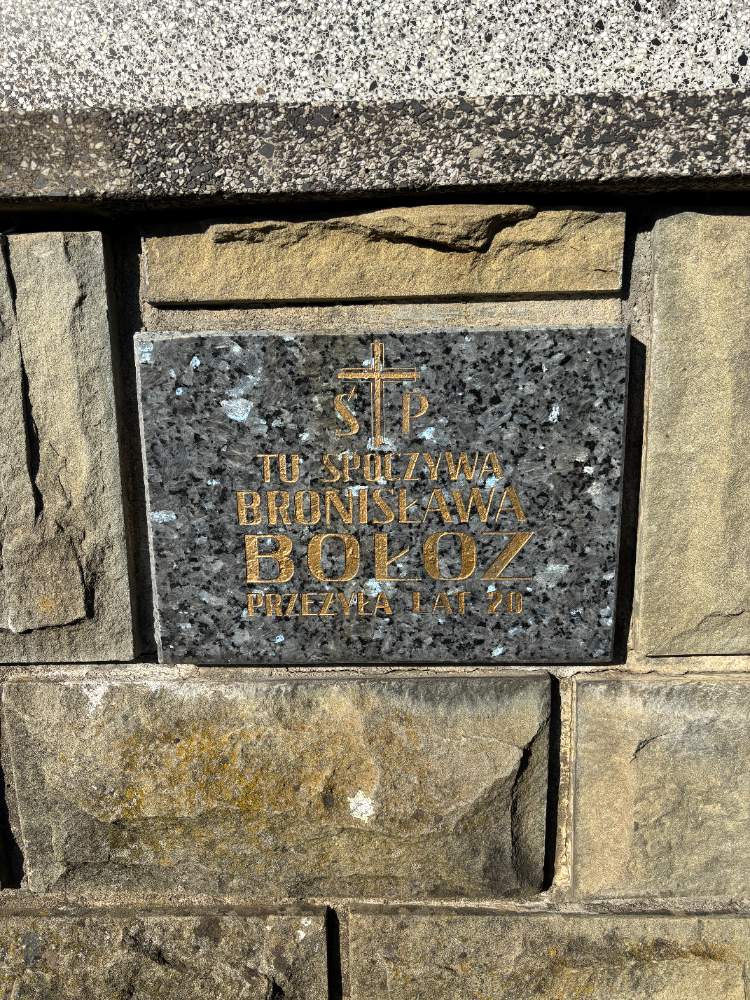 Ś P
TU SPOCZYWA
BRONISŁAWA
BOŁOZ
PRZEŻYŁA LAT 20